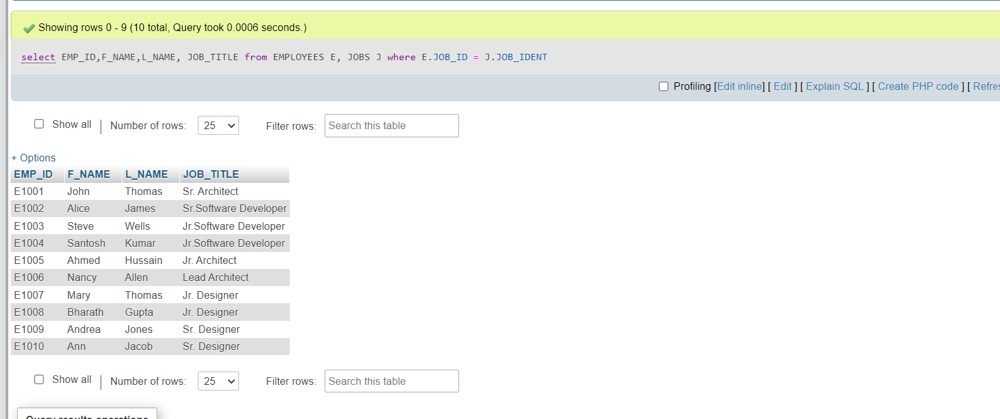 Showing rows 0 - 9 (10 total, Query took 0.0006 seconds.)
select EMP_ID,F_NAME,L_NAME, JOB_TITLE from EMPLOYEES E, JOBS J where E.JOB_ID = J.JOB_IDENT
Profiling [Edit inline] [ Edit ] [ Explain SQL ] [ Create PHP code ] [
Show all | Number of rows: 25 Filter rows: Search this table
+ Options
EMP_ID F_NAME L_NAME JOB_TITLE
E1001 John Thomas Sr. Architect
E1002 Alice James Sr.Software Developer
E1003 Steve Wells Jr.Software Developer
E1004 Santosh Kumar Jr.Software Developer
E1005 Ahmed Hussain Jr. Architect
E1006 Nancy Allen Lead Architect
E1007 Mary Thomas Jr. Designer
E1008 Bharath Gupta Jr. Designer
E1009 Andrea Jones Sr. Designer
E1010 Ann Jacob Sr. Designer
Show all | Number of rows: 25 Filter rows: Search this table
Query results operations